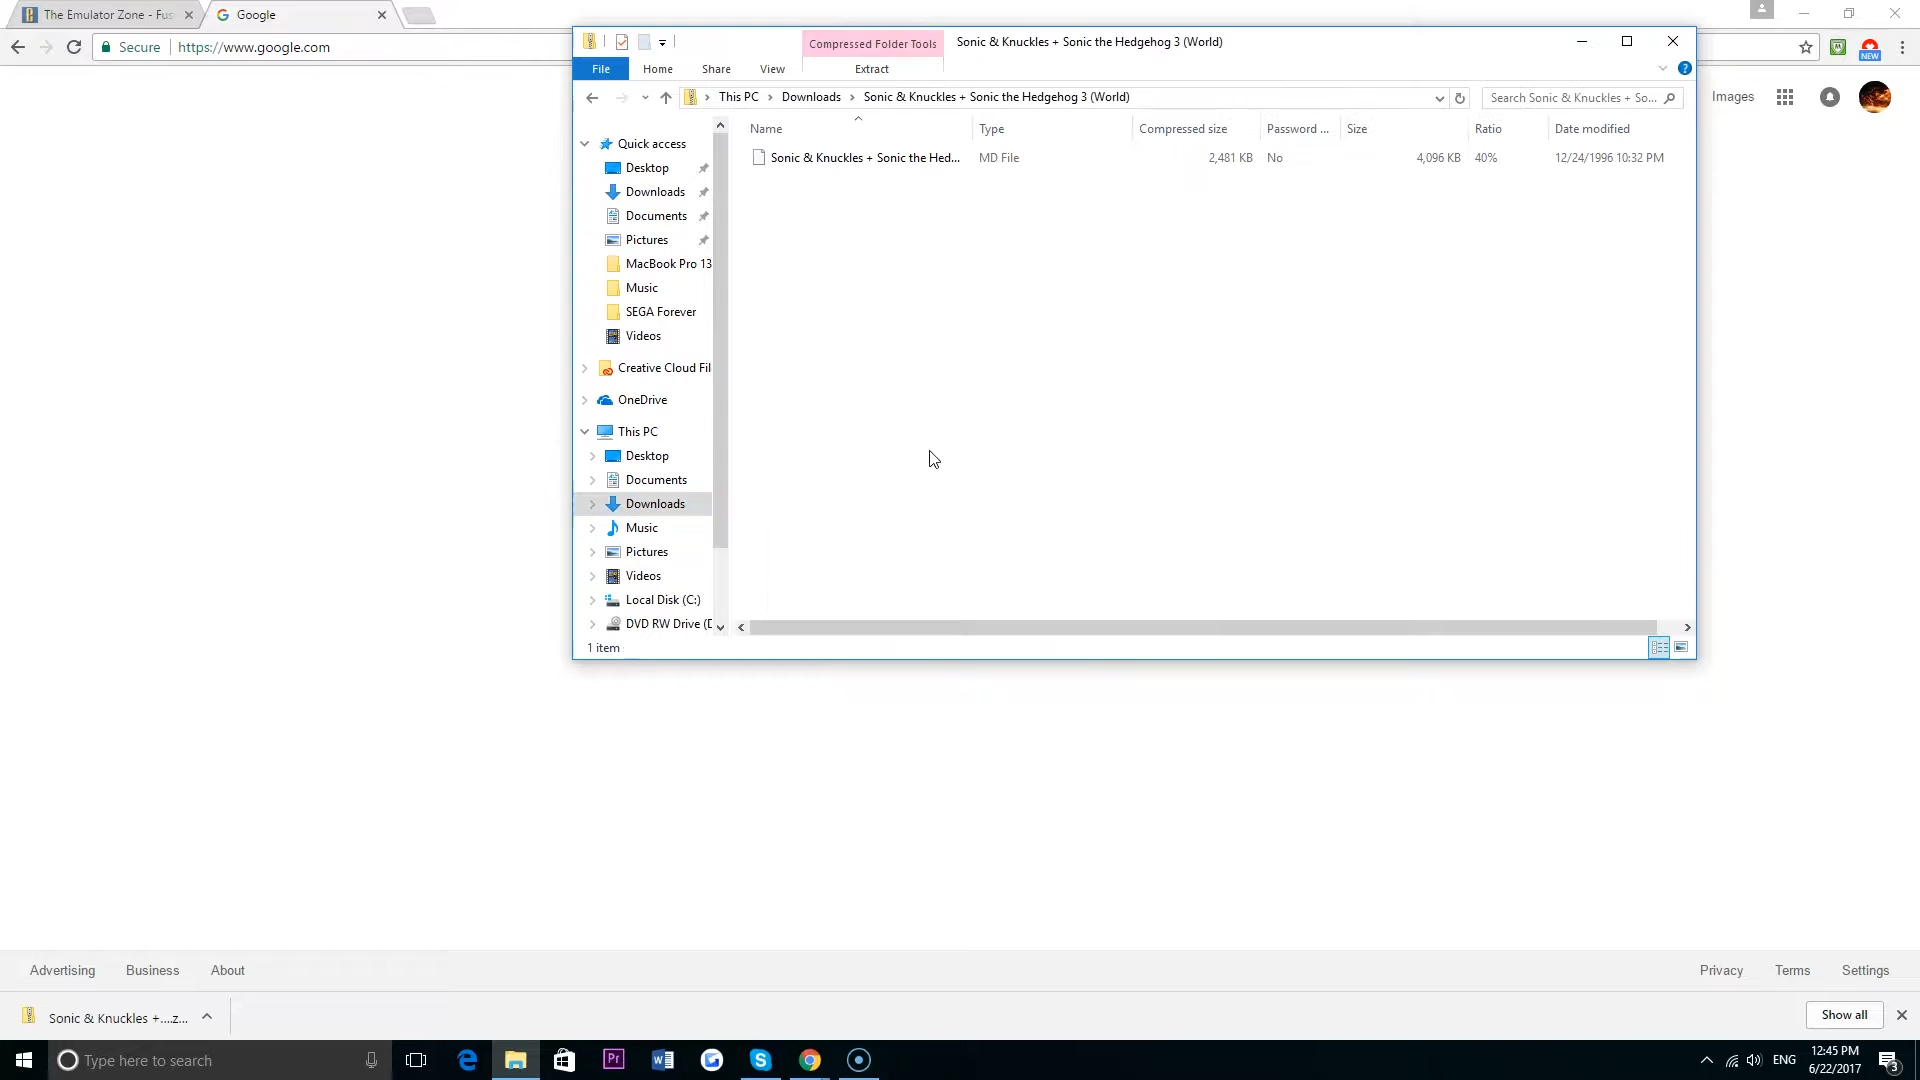 The Emulator Zone - Fus
Google
Secure
https://www.google.com
Compressed Folder Tools
Sonic & Knuckles + Sonic the Hedgehog 3 (World)
File
Home
Share
View
Extract
This PC
Downloads
Sonic & Knuckles + Sonic the Hedgehog 3 (World)
Search Sonic & Knuckles + So...
Images
NEW
Name
Type
Compressed size
Password ...
Size
Ratio
Date modified
Sonic & Knuckles + Sonic the Hed...
MD File
2,481 KB
No
4,096 KB
40%
12/24/1996 10:32 PM
Quick access
Desktop
Downloads
Documents
Pictures
MacBook Pro 13
Music
SEGA Forever
Videos
Creative Cloud Fil
OneDrive
This PC
Desktop
Documents
Downloads
Music
Pictures
Videos
Local Disk (C:)
DVD RW Drive (D
1 item
Advertising
Business
About
Privacy
Terms
Settings
Sonic & Knuckles +....z...
Show all
Type here to search
Pr
ENG
12:45 PM
6/22/2017
3